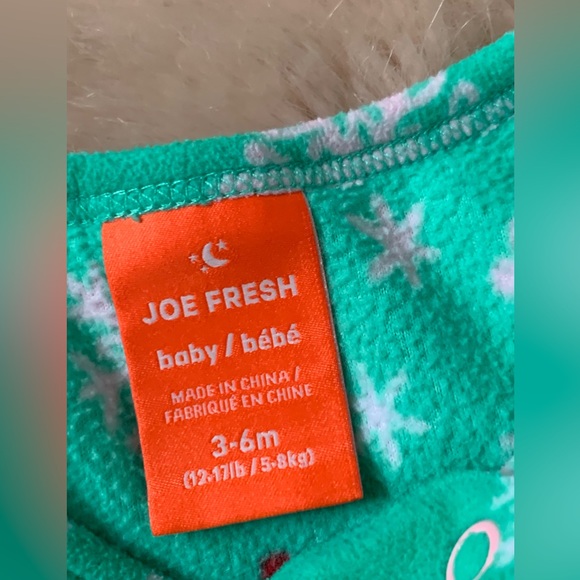 JOE FRESH
baby / bébé
MADE IN CHINA /
FABRIQUÉ EN CHINE
3-6m
(12-17lb / 5-8kg)